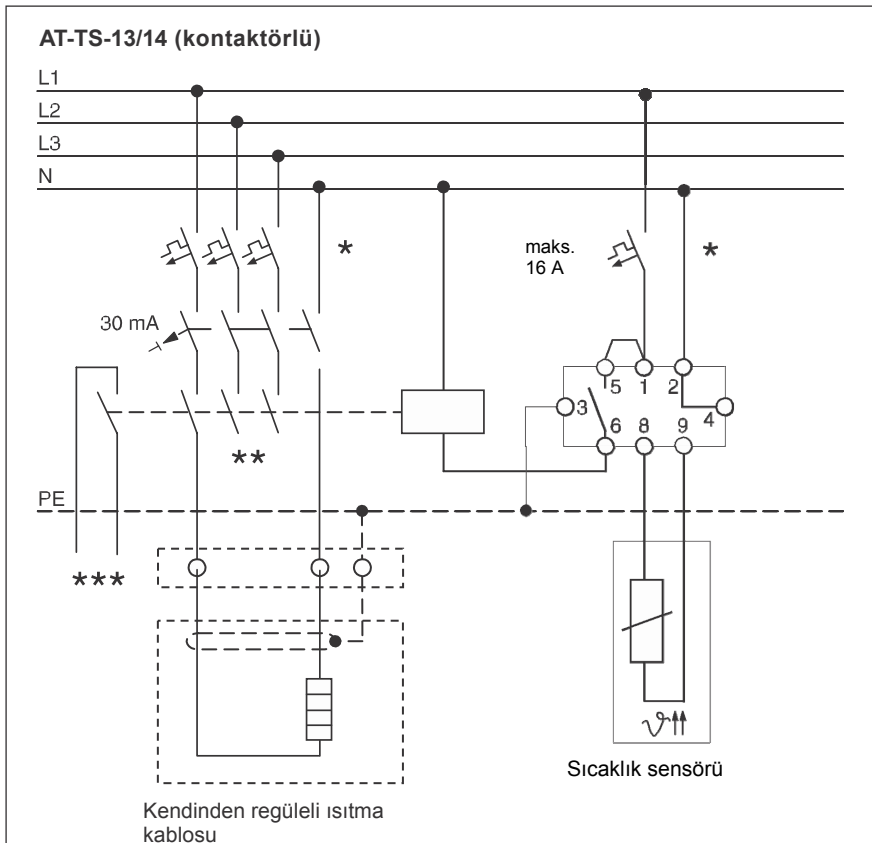 AT-TS-13/14 (kontaktörlü)
L1
L2
L3
N
*
maks.
16 A
*
30 mA
5 1 2
3
4
6 8 9
**
PE
***
ϑ↑↑
Sıcaklık sensörü
Kendinden regüleli ısıtma
kablosu